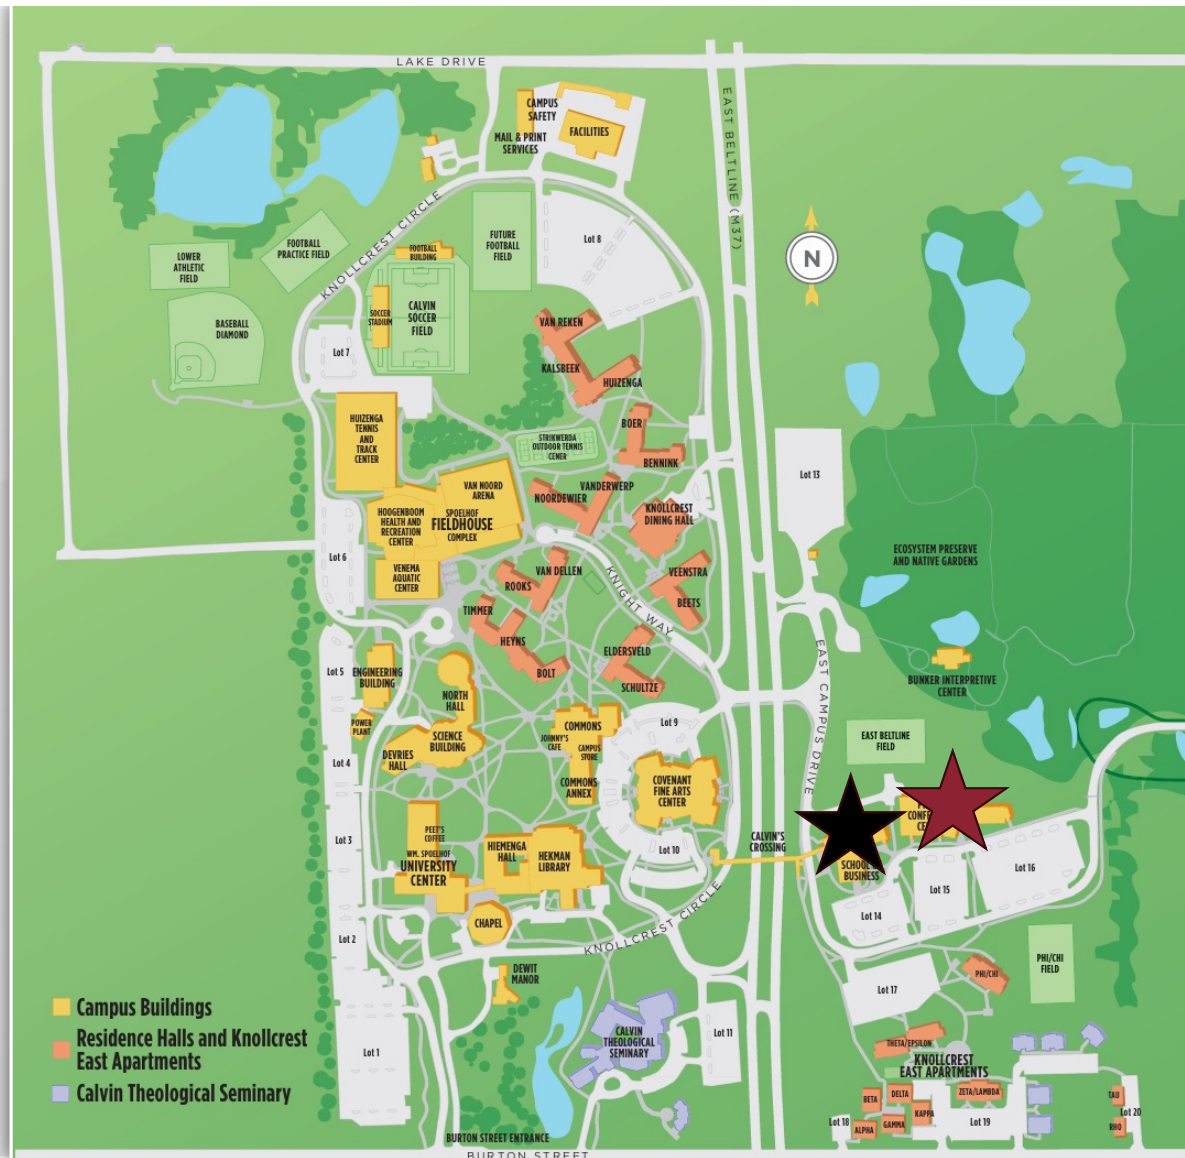 LAKE DRIVE
CAMPUS
SAFETY
FACILITIES
MAIL & PRINT
SERVICES
EAST BELTLINE (M37)
KNOLLCREST CIRCLE
LOWER
ATHLETIC
FIELD
FOOTBALL
PRACTICE FIELD
FOOTBALL
BUILDING
FUTURE
FOOTBALL
FIELD
Lot 8
N
BASEBALL
DIAMOND
SOCCER
STADIUM
CALVIN
SOCCER
FIELD
Lot 7
VAN REKEN
KALSBEEK
HUIZENGA
HUIZENGA
TENNIS
AND
TRACK
CENTER
BOER
BENNINK
STRIKWERDA
OUTDOOR TENNIS
CENER
VAN NOORD
ARENA
NOORDEWIER
VANDERWERP
Lot 13
HOOGENBOOM
HEALTH AND
RECREATION
CENTER
SPOELHOF
FIELDHOUSE
COMPLEX
KNOLLCREST
DINING HALL
Lot 6
VENEMA
AQUATIC
CENTER
ECOSYSTEM PRESERVE
AND NATIVE GARDENS
ROOKS
VAN DELLEN
KNIGHT WAY
VEENSTRA
BEETS
TIMMER
HEYNS
BOLT
ELDERSVELD
SCHULTZE
EAST CAMPUS DRIVE
BUNKER INTERPRETIVE
CENTER
Lot 5
ENGINEERING
BUILDING
NORTH
HALL
POWER
PLANT
SCIENCE
BUILDING
DEVRIES
HALL
Lot 4
COMMONS
JOHNNY'S
CAFE
CAMPUS
STORE
COMMONS
ANNEX
Lot 9
COVENANT
FINE ARTS
CENTER
EAST BELTLINE
FIELD
Lot 3
PEET'S
COFFEE
WM. SPOELHOF
UNIVERSITY
CENTER
HIEMENGA
HALL
HEKMAN
LIBRARY
Lot 10
CALVIN'S
CROSSING
SCHOOL
BUSINESS
Lot 14
Lot 15
Lot 16
CHAPEL
KNOLLCREST CIRCLE
Lot 2
DEWIT
MANOR
Lot 17
PHI/CHI
PHI/CHI
FIELD
Campus Buildings
Residence Halls and Knollcrest
East Apartments
Calvin Theological Seminary
Lot 1
CALVIN
THEOLOGICAL
SEMINARY
Lot 11
THETA/EPSILON
KNOLLCREST
EAST APARTMENTS
BETA
DELTA
ZETA/LAMBDA
KAPPA
TAU
Lot 20
Lot 18
ALPHA
GAMMA
Lot 19
RHO
BURTON STREET ENTRANCE
BURTON STREET